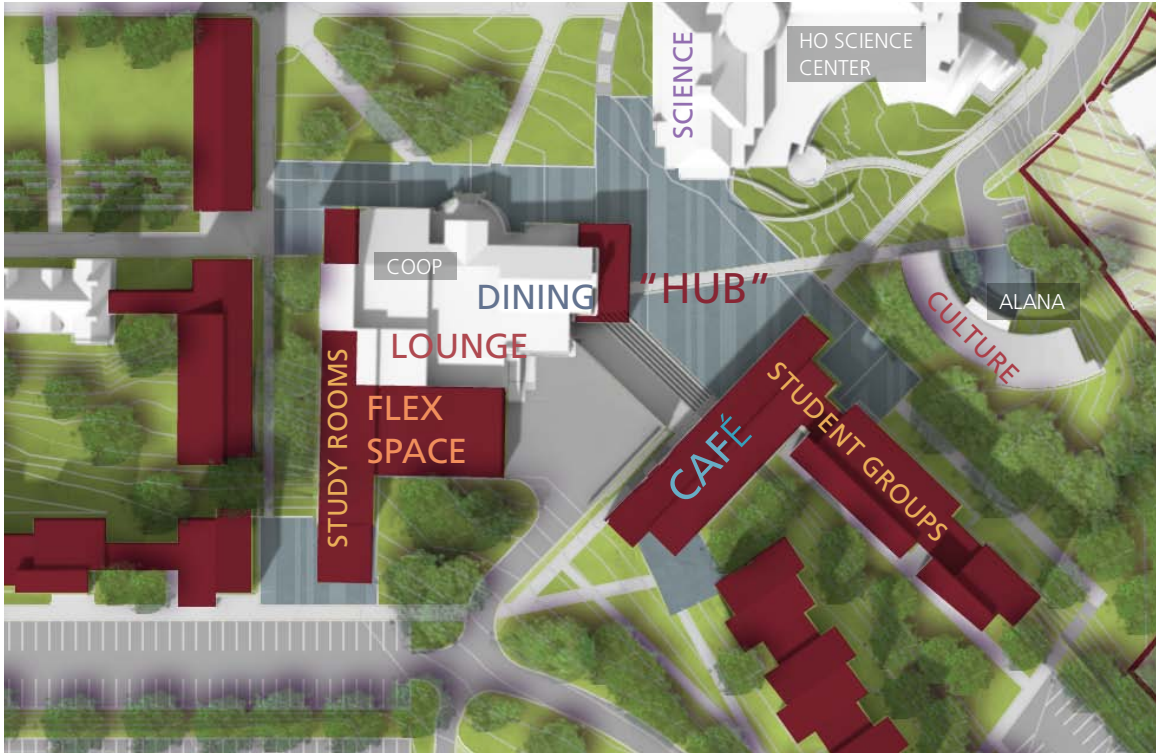 SCIENCE
HO SCIENCE
CENTER
COOP
DINING
"HUB"
CULTURE
ALANA
LOUNGE
STUDY ROOMS
FLEX
SPACE
CAFÉ
STUDENT GROUPS